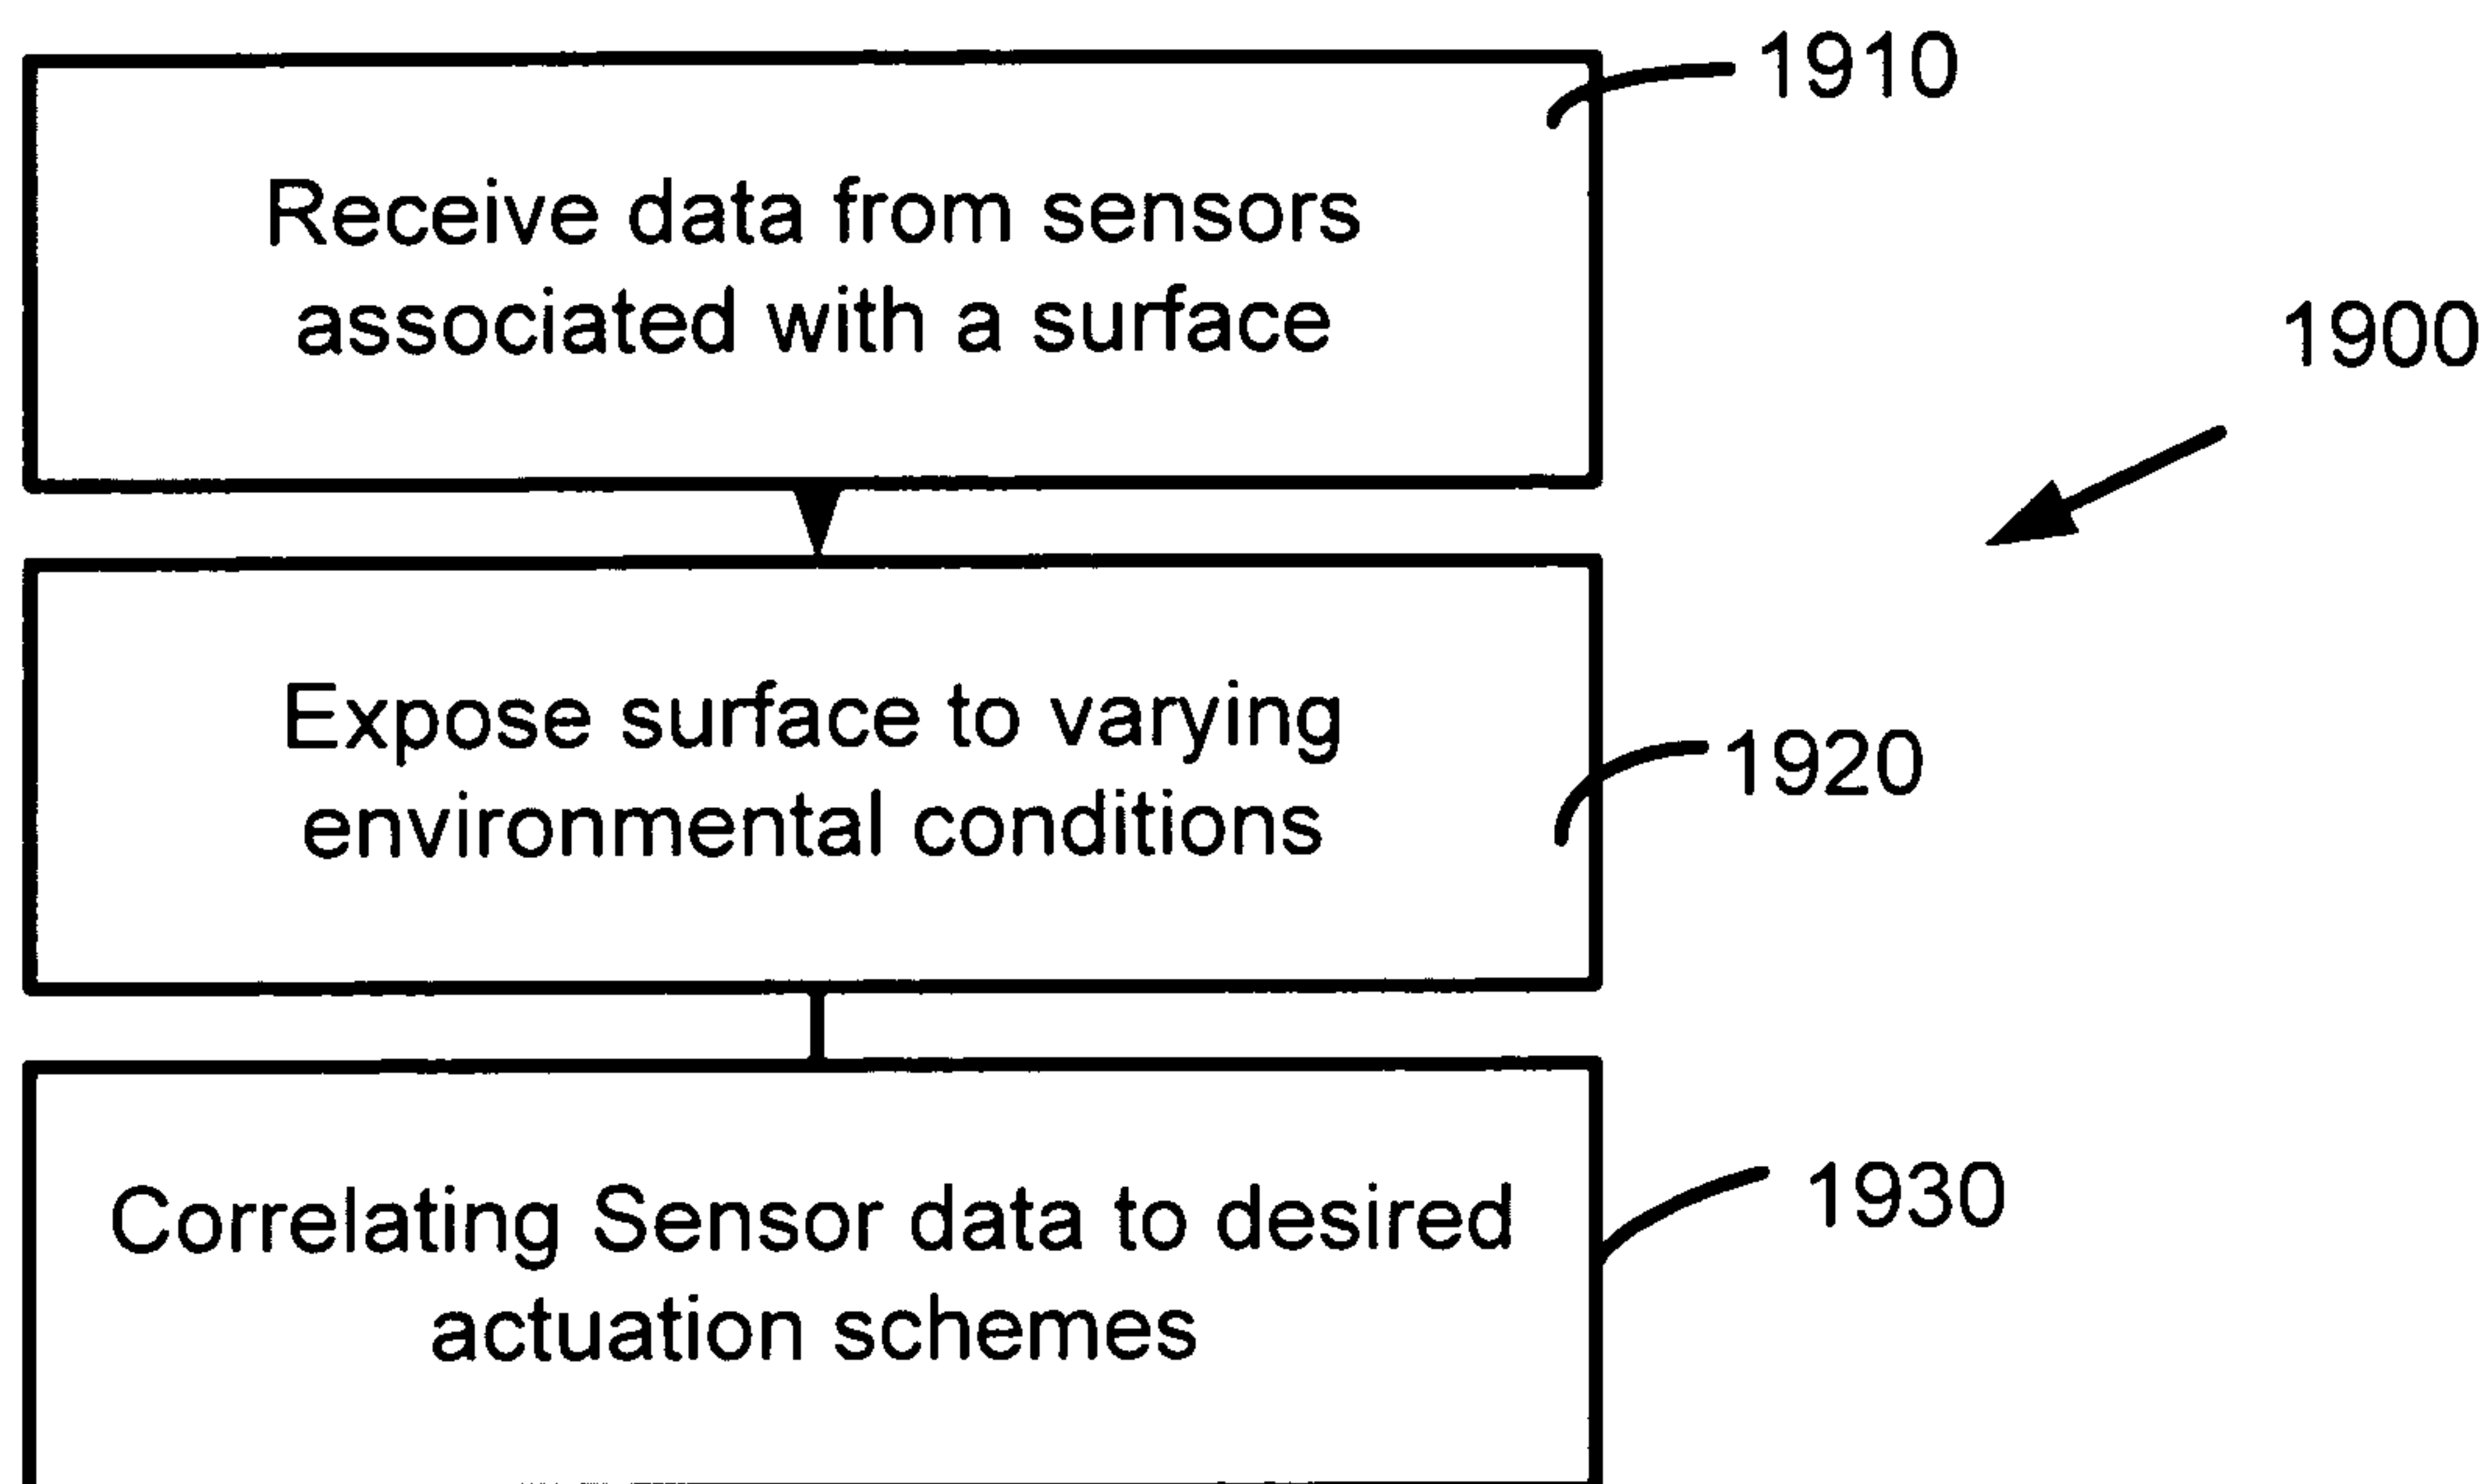 1910
Receive data from sensors
associated with a surface
1900
Expose surface to varying
environmental conditions
1920
Correlating Sensor data to desired
actuation schemes
1930